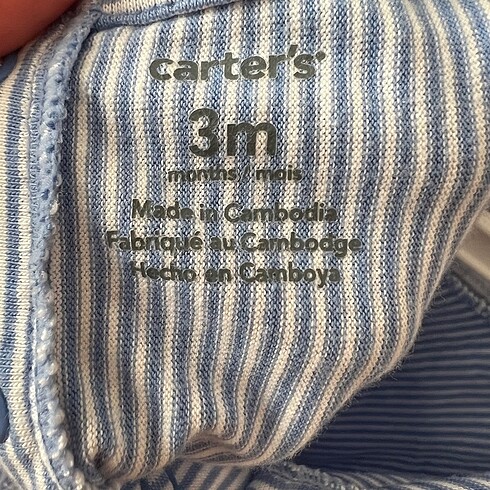 carter's
3m
months / mois
Made in Cambodia
Fabriqué au Cambodge
Hecho en Camboya